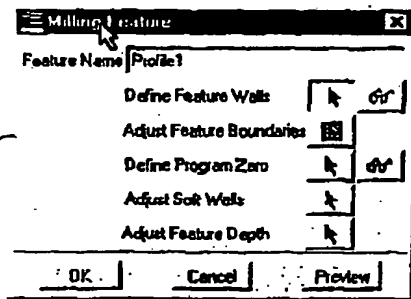 Milling Feature
Feature Name Profile1
Define Feature Walls
Adjust Feature Boundaries
Define Program Zero
Adjust Soft Walls
Adjust Feature Depth
OK Cancel Preview